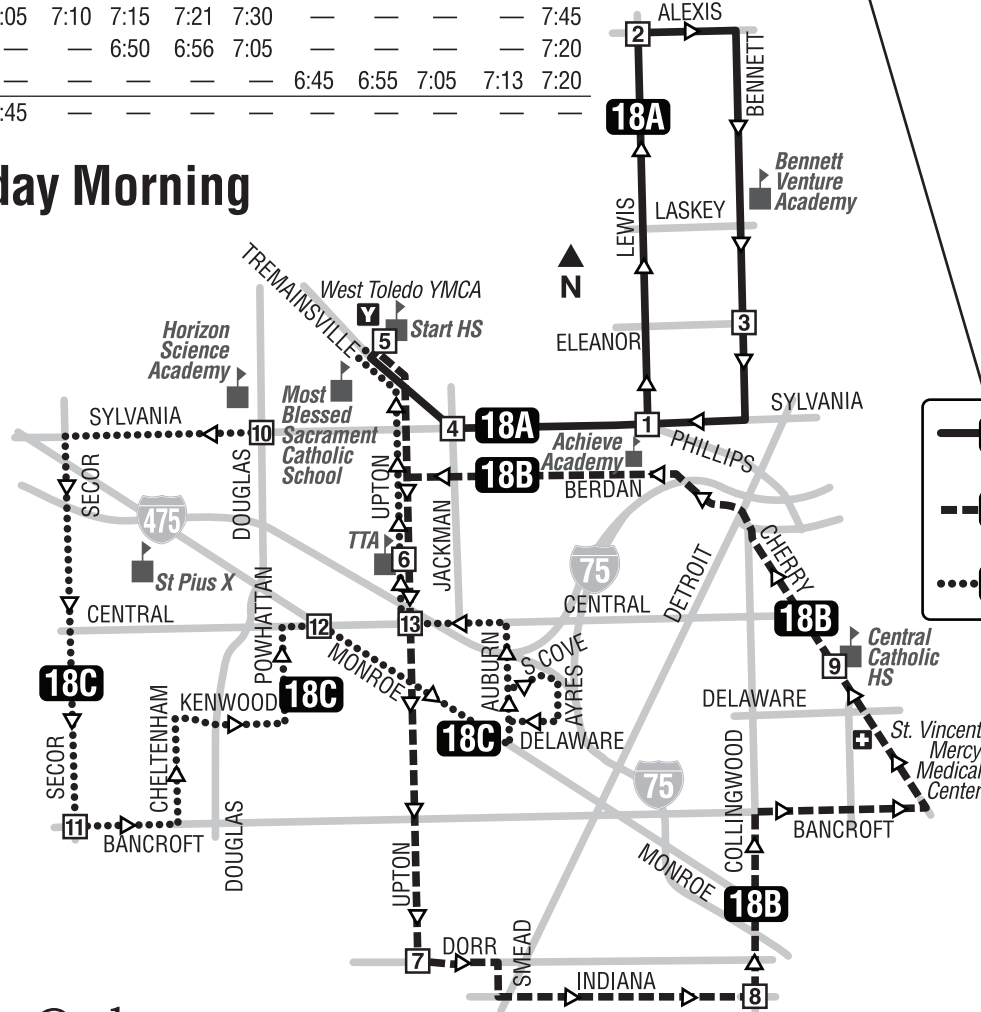 :05 7:10 7:15 7:21 7:30 — — — — 7:45
— — 6:50 6:56 7:05 — — — — 7:20
— — — — — 6:45 6:55 7:05 7:13 7:20
:45 — — — — — — — — —
day Morning
ALEXIS
2
BENNETT
18A
Bennett
Venture
Academy
LEWIS
LASKEY
N
TREMAINSVILLE
West Toledo YMCA
Y
Start HS
5
3
ELEANOR
Horizon
Science
Academy
Most
Blessed
Sacrament
Catholic
School
SYLVANIA
10
4
18A
1
SYLVANIA
Achieve
Academy
PHILLIPS
SECOR
DOUGLAS
UPTON
18B
BERDAN
475
JACKMAN
TTA
6
75
DETROIT
CHERRY
St Pius X
CENTRAL
POWHATTAN
12
13
CENTRAL
18B
MONROE
AUBURN
S COVE
AYRES
9
Central
Catholic
HS
18C
CHELTENHAM
KENWOOD
18C
18C
DELAWARE
DELAWARE
St. Vincent
Mercy
Medical
Center
SECOR
75
COLLINGWOOD
11
BANCROFT
DOUGLAS
BANCROFT
UPTON
MONROE
18B
7
DORR
SMEAD
INDIANA
8